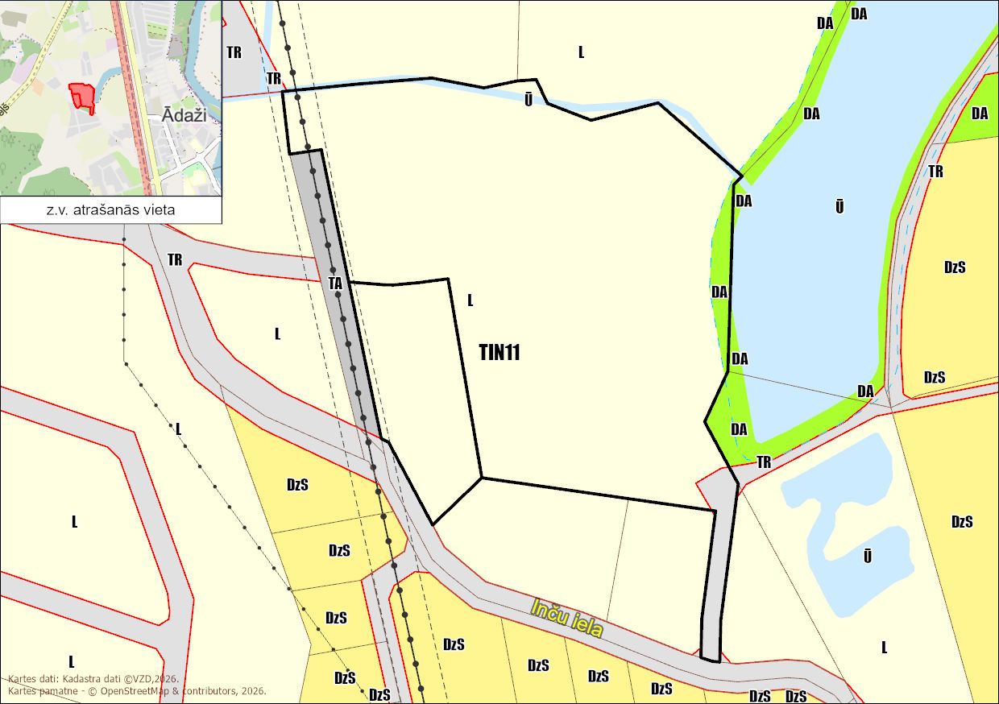 DA
DA
TR
L
TR
Ū
DA
DA
Ādaži
z.v. atrašanās vieta
TR
DA
Ū
TR
DzS
TA
DA
L
L
TIN11
DA
DzS
DA
L
DA
TR
DzS
L
DzS
DzS
Ū
Inču iela
DzS
DzS
L
L
DzS
DzS
DzS
DzS
DzS
DzS
DzS
Kartes dati: Kadastra dati ©VZD,2026.
Kartes pamatne - © OpenStreetMap & contributors, 2026.